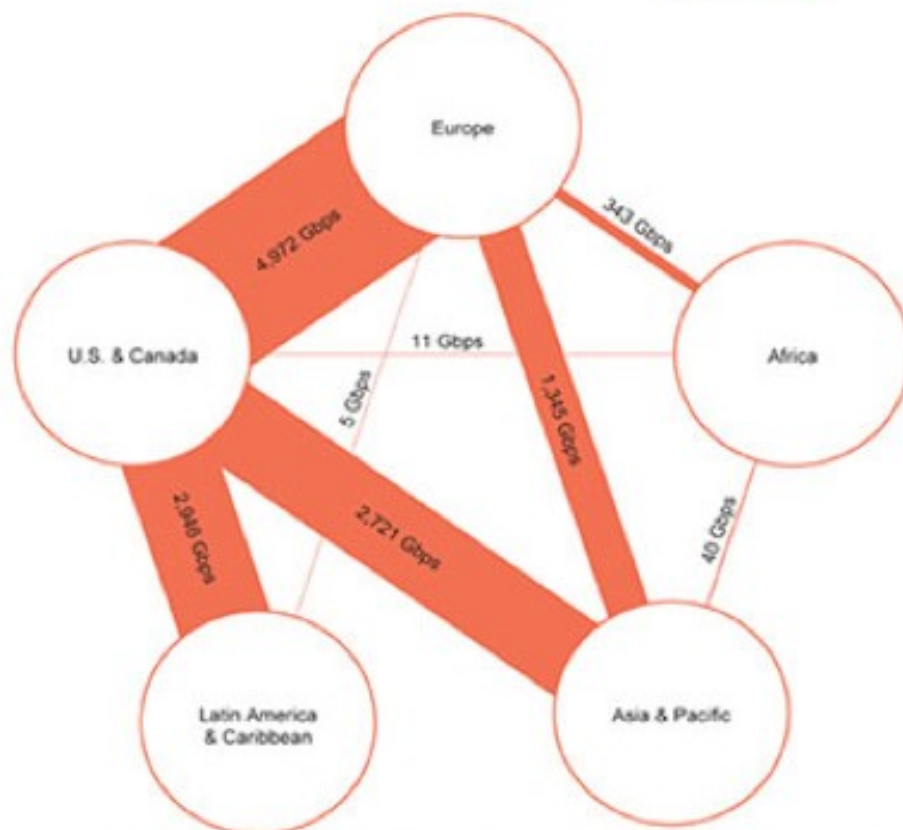 Europe
4,972 Gbps
343 Gbps
U.S. & Canada
11 Gbps
Africa
5 Gbps
1,345 Gbps
2,946 Gbps
2,721 Gbps
40 Gbps
Latin America
& Caribbean
Asia & Pacific